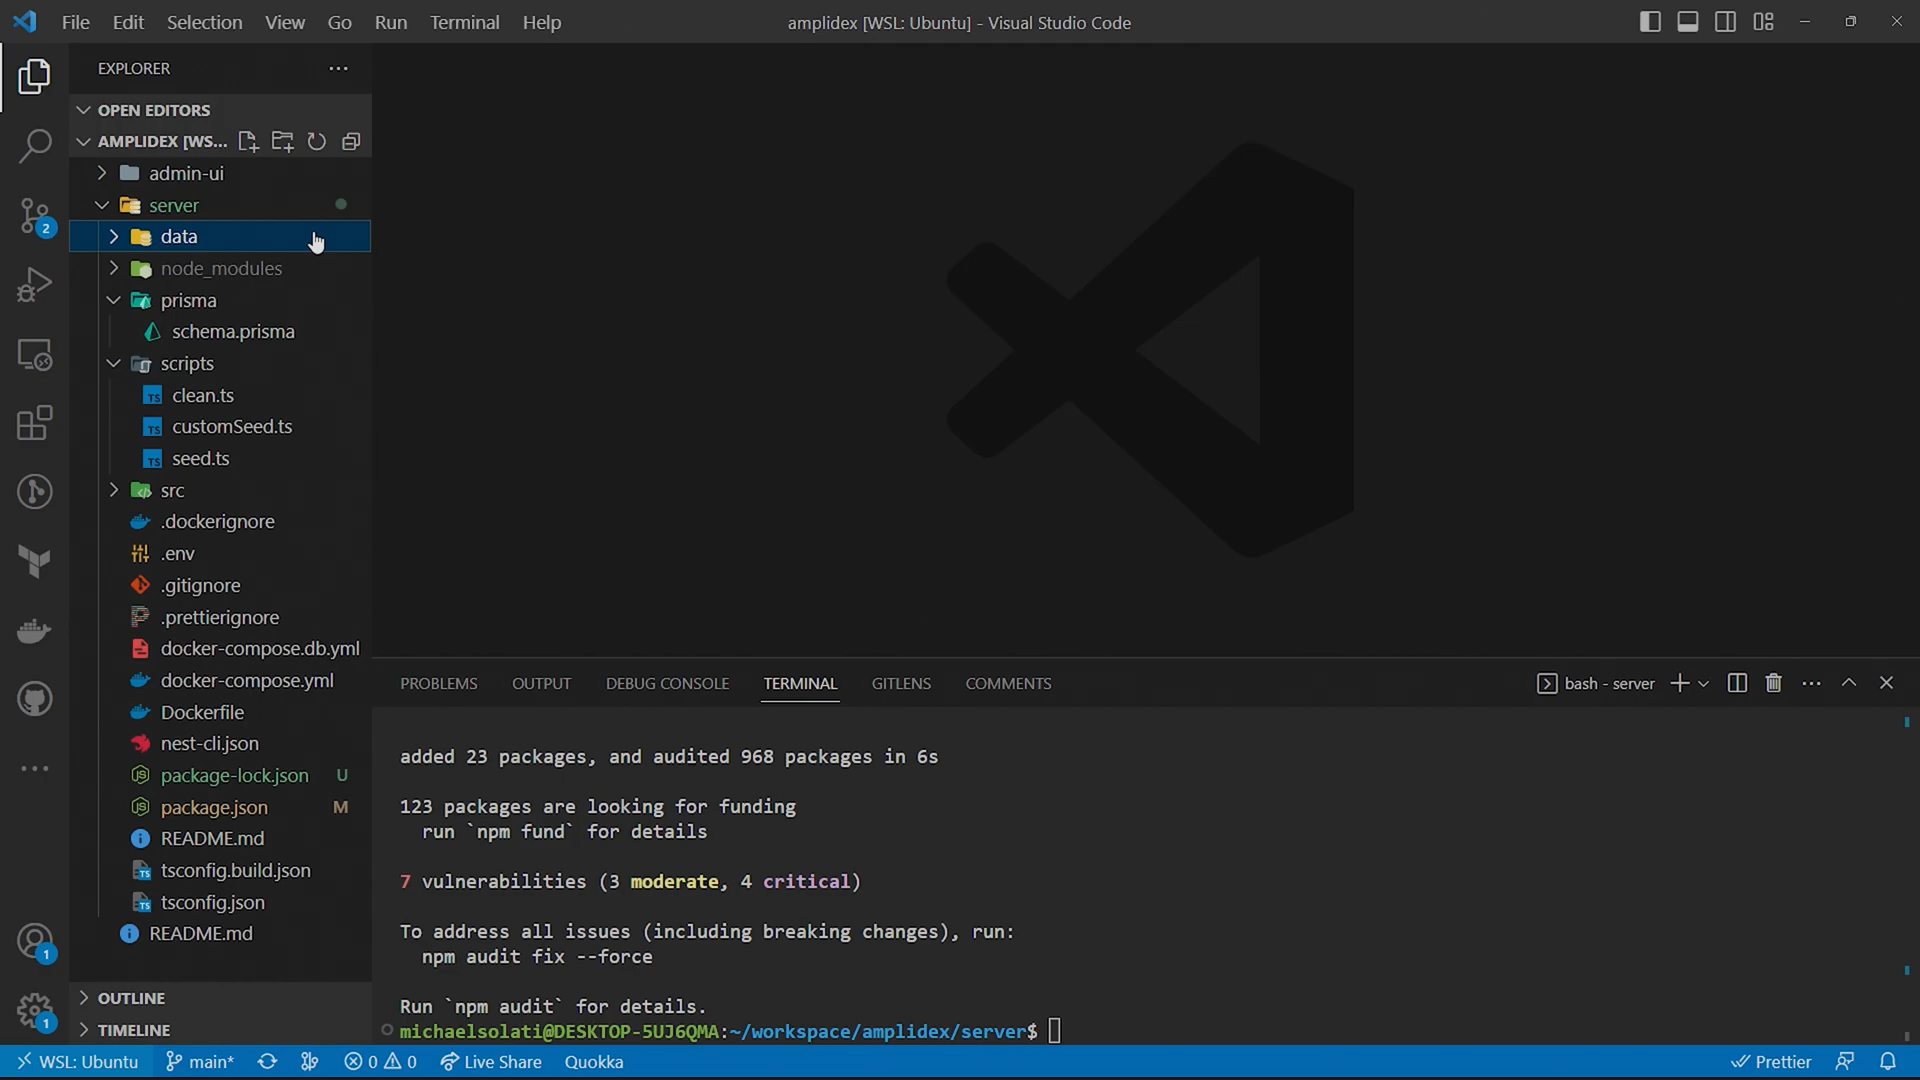 File Edit Selection View Go Run Terminal Help
amplidex [WSL: Ubuntu] - Visual Studio Code
EXPLORER
OPEN EDITORS
AMPLIDEX [WS...
admin-ui
server
data
node_modules
prisma
schema.prisma
scripts
TS clean.ts
TS customSeed.ts
TS seed.ts
src
.dockerignore
.env
.gitignore
.prettierignore
docker-compose.db.yml
docker-compose.yml
Dockerfile
nest-cli.json
package-lock.json U
package.json M
README.md
tsconfig.build.json
tsconfig.json
README.md
OUTLINE
TIMELINE
2
1
1
PROBLEMS OUTPUT DEBUG CONSOLE TERMINAL GITLENS COMMENTS
bash - server
added 23 packages, and audited 968 packages in 6s
123 packages are looking for funding
run `npm fund` for details
7 vulnerabilities (3 moderate, 4 critical)
To address all issues (including breaking changes), run:
npm audit fix --force
Run `npm audit` for details.
michaelsolati@DESKTOP-5UJ6QMA:~/workspace/amplidex/server$
WSL: Ubuntu main* 0 0 Live Share Quokka Prettier